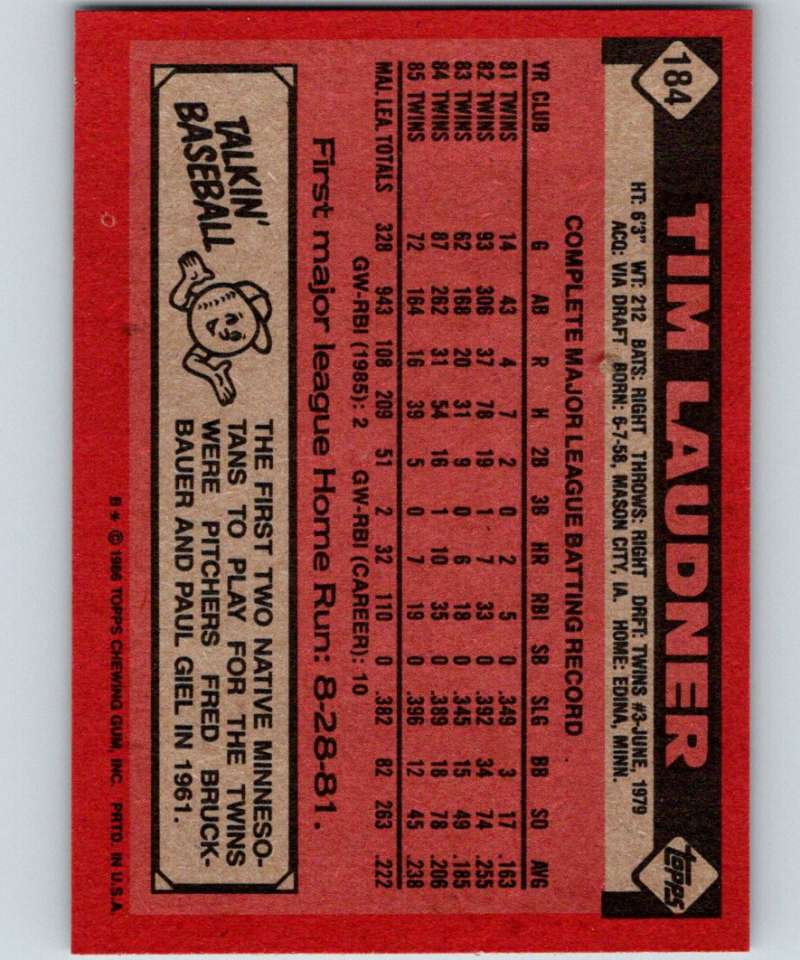 184
TIM LAUDNER
topps
HT: 6'3" WT: 212 BATS: RIGHT THROWS: RIGHT DRFT: TWINS #3-JUNE, 1979
ACQ: VIA DRAFT BORN: 6-7-58, MASON CITY, IA. HOME: EDINA, MINN.
COMPLETE MAJOR LEAGUE BATTING RECORD
YR CLUB G AB R H 2B 3B HR RBI SB SLG BB SO AVG
81 TWINS 14 43 4 7 2 0 2 5 0 .349 3 17 .163
82 TWINS 93 306 37 78 19 1 7 33 0 .392 34 74 .255
83 TWINS 62 168 20 31 9 0 6 18 0 .345 15 49 .185
84 TWINS 87 262 31 54 16 1 10 35 0 .389 18 78 .206
85 TWINS 72 164 16 39 5 0 7 19 0 .396 12 45 .238
MAJ. LEA. TOTALS 328 943 108 209 51 2 32 110 0 .382 82 263 .222
GW-RBI (1985): 2 GW-RBI (CAREER): 10
First major league Home Run: 8-28-81.
TALKIN'
BASEBALL
THE FIRST TWO NATIVE MINNESO-
TANS TO PLAY FOR THE TWINS
WERE PITCHERS FRED BRUCK-
BAUER AND PAUL GIEL IN 1961.
B* © 1986 TOPPS CHEWING GUM, INC. PRTD. IN U.S.A.